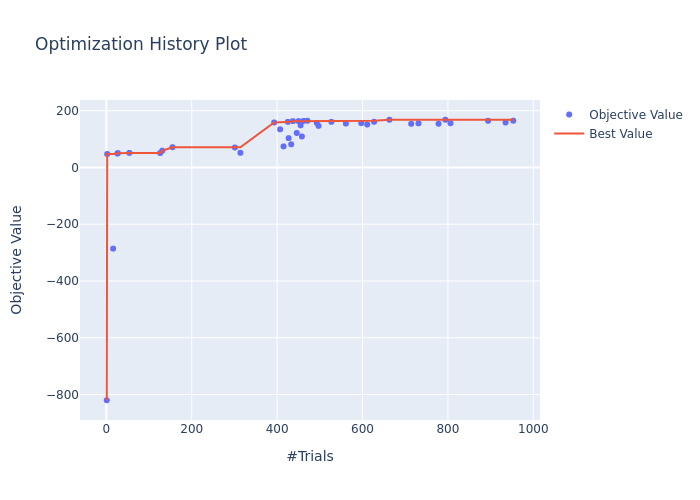 Optimization History Plot
Objective Value
Best Value
200
0
−200
−400
−600
−800
Objective Value
0
200
400
600
800
1000
#Trials